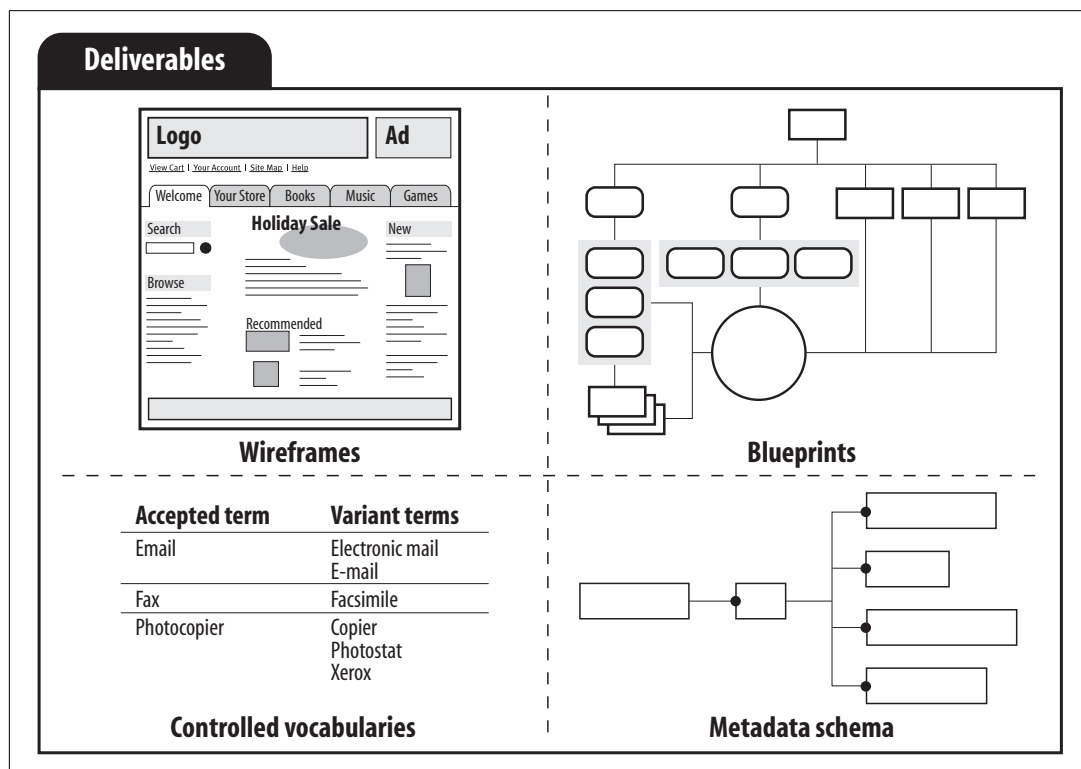 Deliverables
Logo
Ad
View Cart | Your Account | Site Map | Help
Welcome Your Store Books Music Games
Search
Holiday Sale
New
Browse
Recommended
Wireframes
Blueprints
Accepted term Variant terms
Email Electronic mail
E-mail
Fax Facsimile
Photocopier Copier
Photostat
Xerox
Controlled vocabularies
Metadata schema